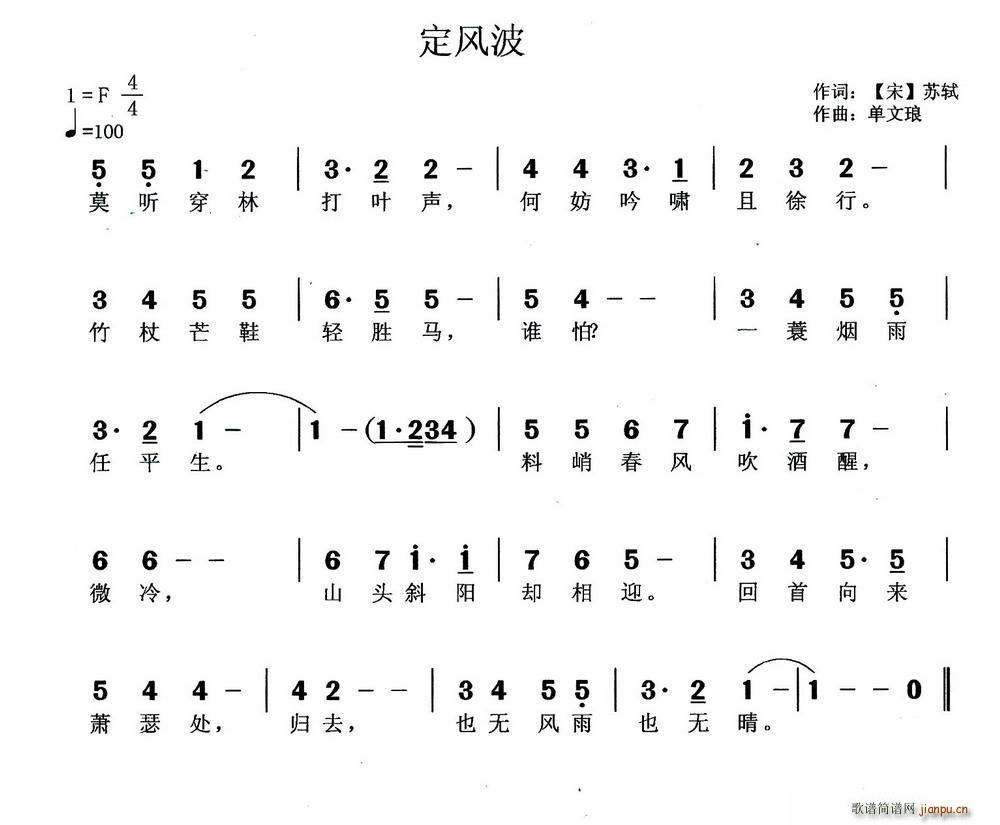 定风波
1=F 4/4
♩=100
作词：【宋】苏轼
作曲：单文琅
5̣ 5̣ 1 2 | 3· 2 2 - | 4 4 3· 1 | 2 3 2 - |
莫听穿林 打叶声， 何妨吟啸 且徐行。
3 4 5 5 | 6· 5 5 - | 5 4 - - | 3 4 5 5̣ |
竹杖芒鞋 轻胜马， 谁怕？ 一蓑烟雨
3· 2 1 - | 1 - (1·234) | 5 5 6 7 | i· 7 7 - |
任平生。 料峭春风 吹酒醒，
6 6 - - | 6 7 i· i | 7 6 5 - | 3 4 5· 5 |
微冷， 山头斜阳 却相迎。 回首向来
5 4 4 - | 4 2 - - | 3 4 5 5̣ | 3· 2 1 - | 1 - - 0 ‖
萧瑟处， 归去， 也无风雨 也无晴。
歌谱简谱网 jianpu.cn